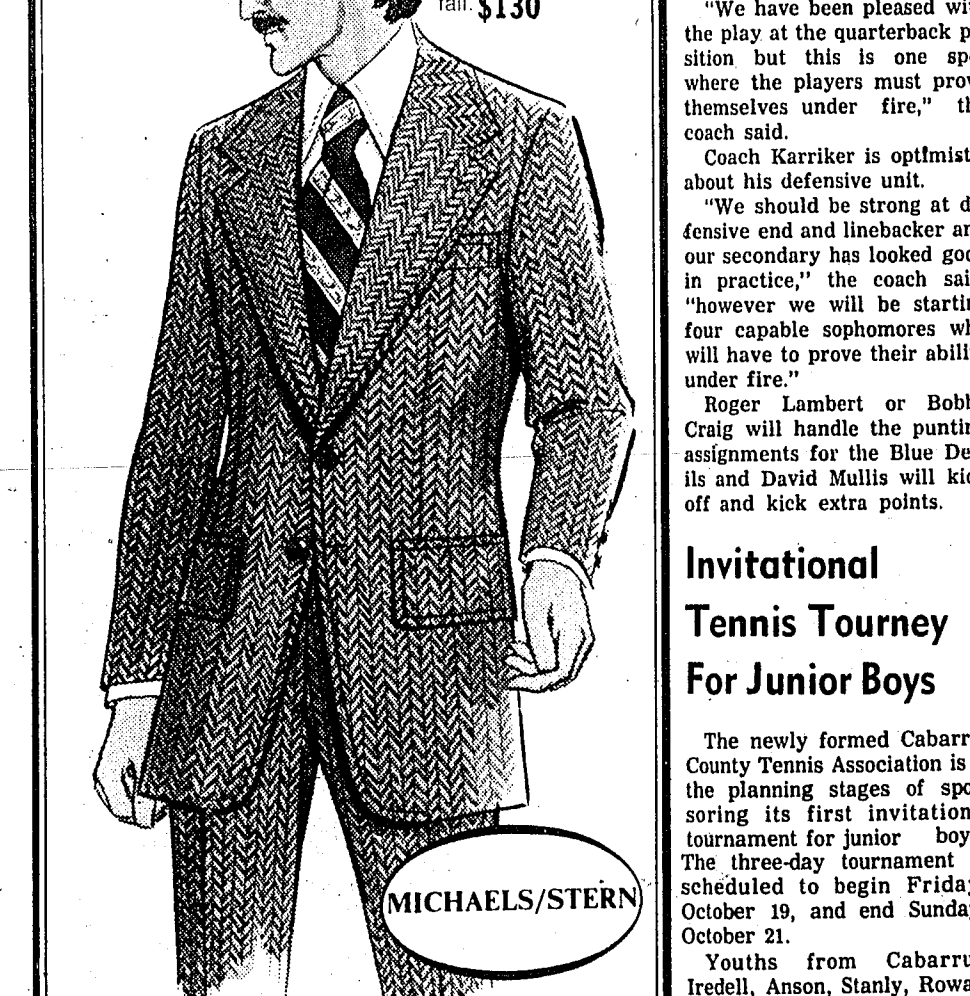 fall. $130
MICHAELS/STERN
"We have been pleased wi
the play at the quarterback p
sition but this is one sp
where the players must prov
themselves under fire," th
coach said.
Coach Karriker is optimist
about his defensive unit.
"We should be strong at d
fensive end and linebacker an
our secondary has looked goo
in practice," the coach sai
"however we will be starti
four capable sophomores wh
will have to prove their abili
under fire."
Roger Lambert or Bobb
Craig will handle the puntin
assignments for the Blue De
ils and David Mullis will kic
off and kick extra points.
Invitational
Tennis Tourney
For Junior Boys
The newly formed Cabarr
County Tennis Association is
the planning stages of spo
soring its first invitation
tournament for junior boy
The three-day tournament
scheduled to begin Friday
October 19, and end Sunda
October 21.
Youths from Cabarru
Iredell, Anson, Stanly, Rowa